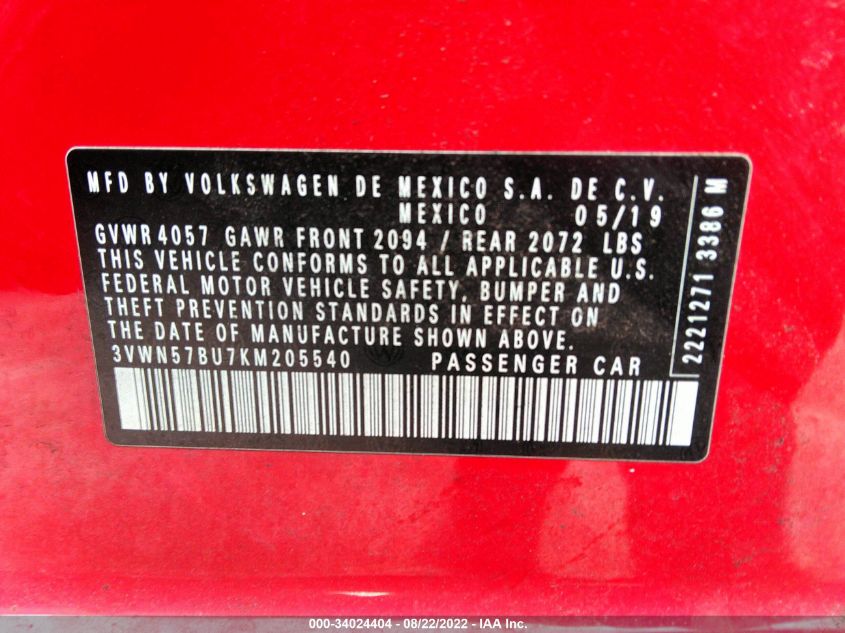 MFD BY VOLKSWAGEN DE MEXICO S.A. DE C.V.
MEXICO 05/19
GVWR 4057 GAWR FRONT 2094 / REAR 2072 LBS
THIS VEHICLE CONFORMS TO ALL APPLICABLE U.S.
FEDERAL MOTOR VEHICLE SAFETY, BUMPER AND
THEFT PREVENTION STANDARDS IN EFFECT ON
THE DATE OF MANUFACTURE SHOWN ABOVE.
3VWN57BU7KM205540 PASSENGER CAR
2221271 3386 M
000-34024404 - 08/22/2022 - IAA Inc.